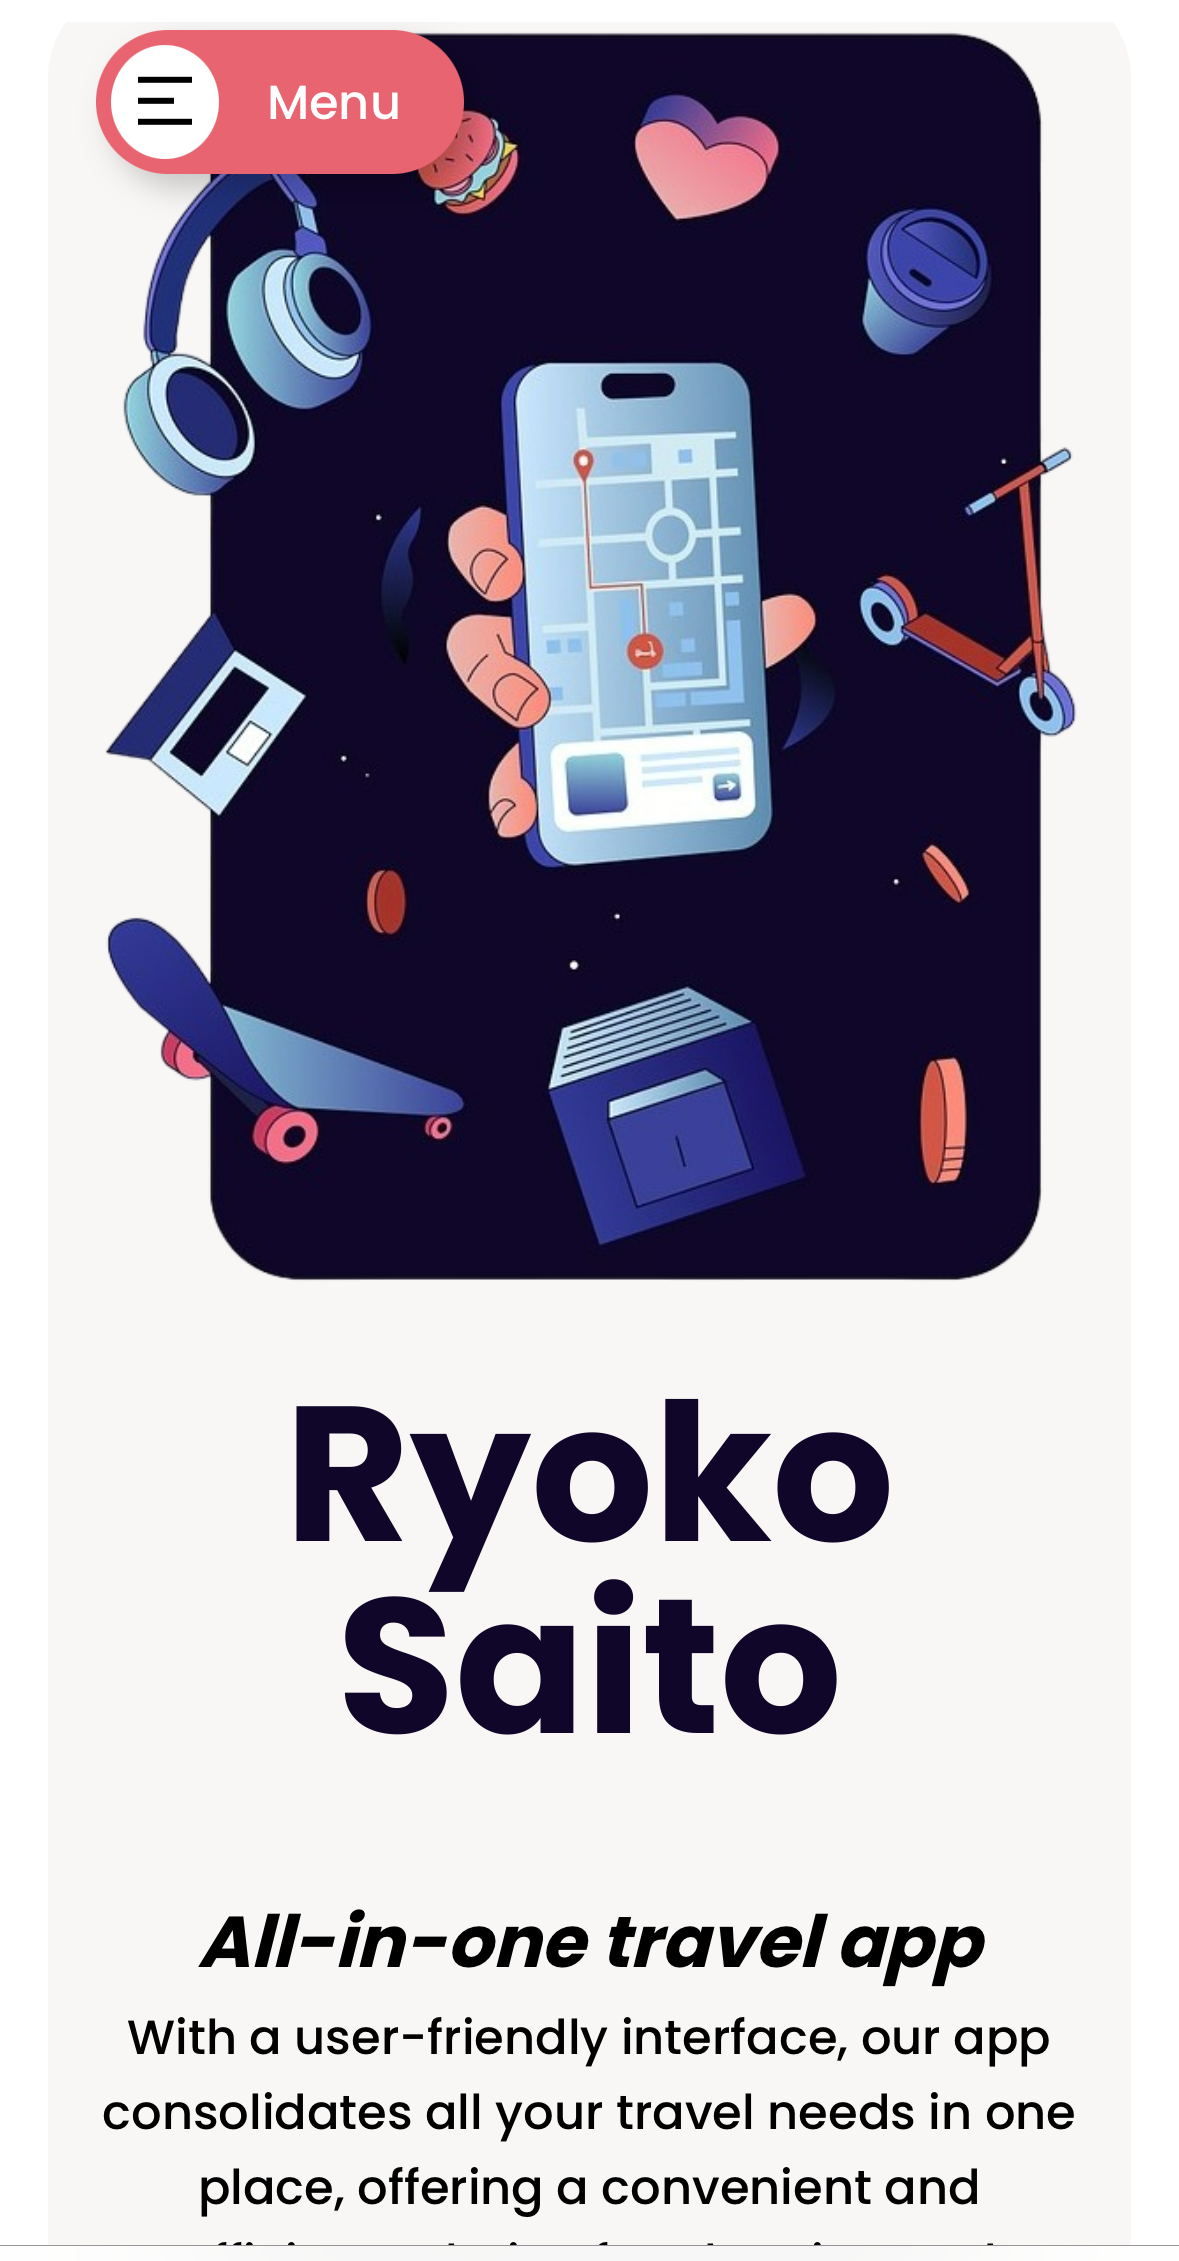 Menu
Ryoko
Saito
All-in-one travel app
With a user-friendly interface, our app
consolidates all your travel needs in one
place, offering a convenient and